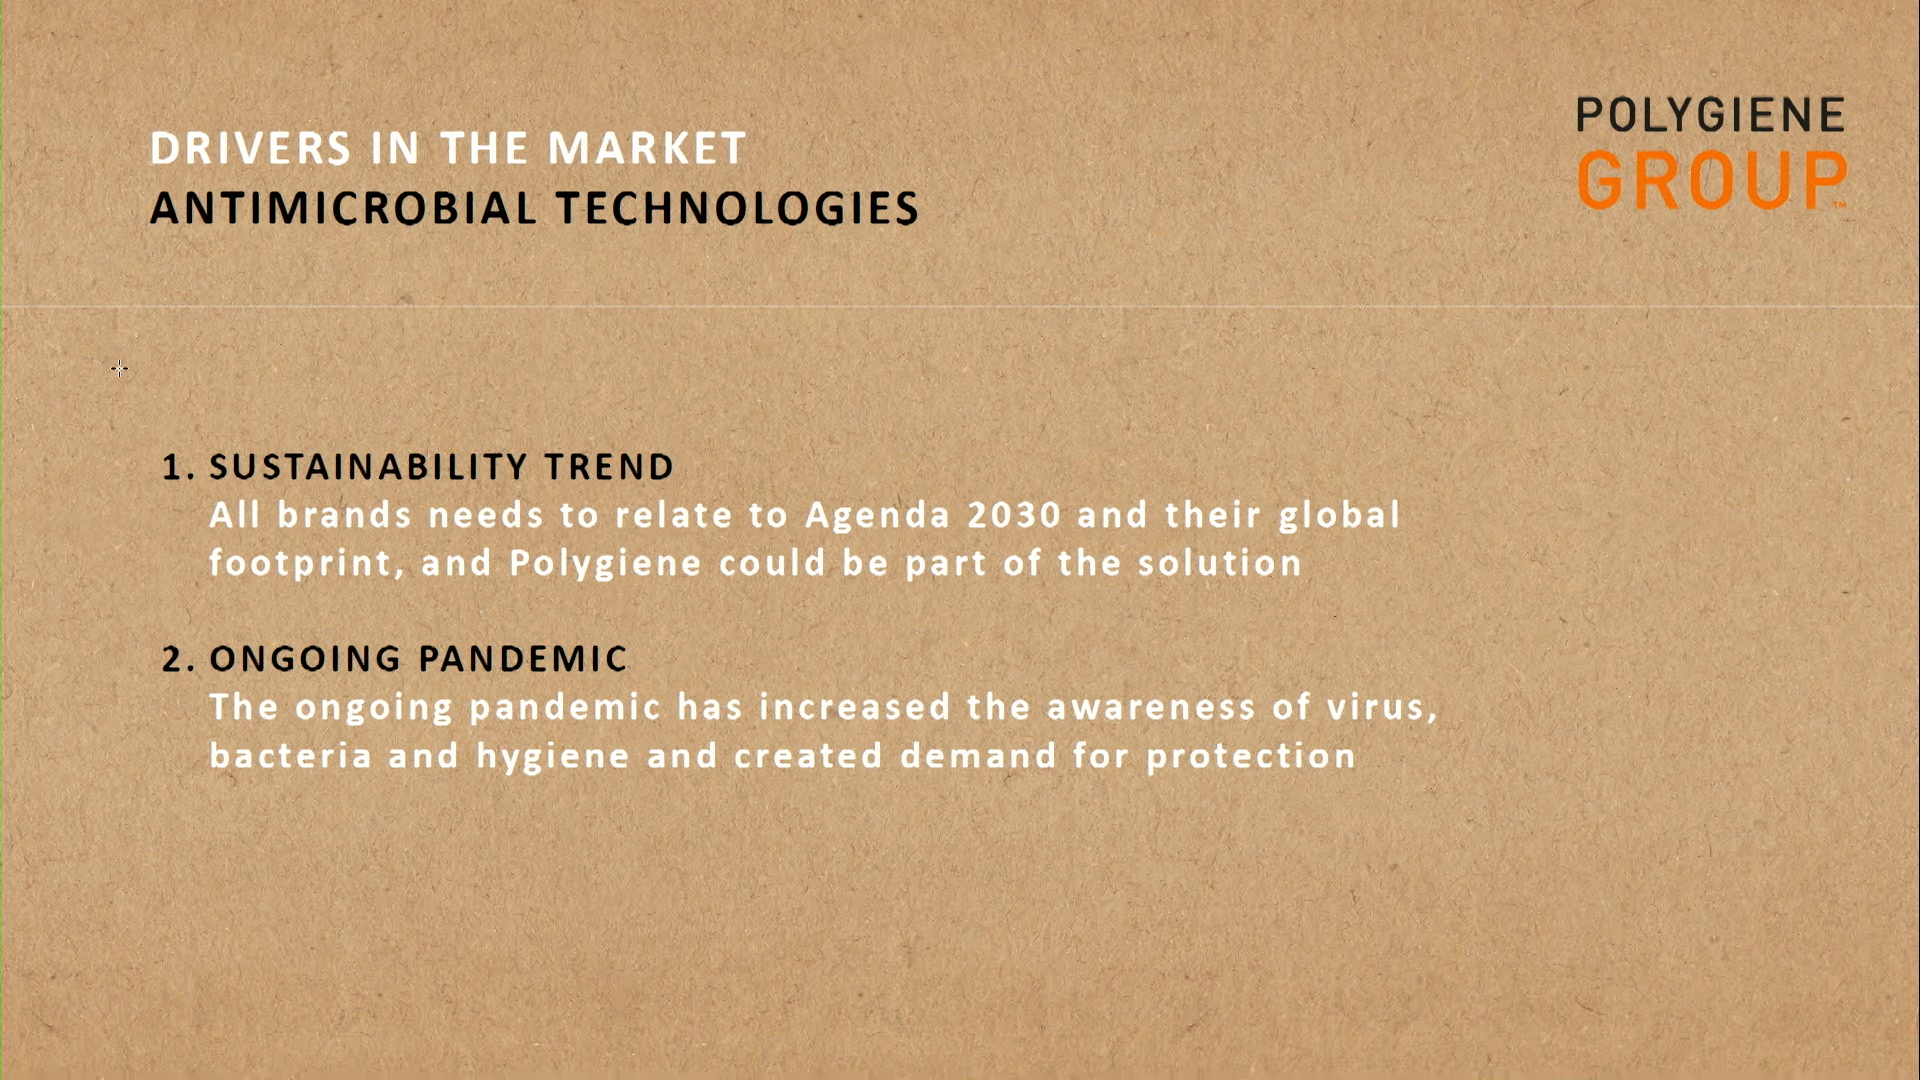 DRIVERS IN THE MARKET
ANTIMICROBIAL TECHNOLOGIES
POLYGIENE
GROUP™
1. SUSTAINABILITY TREND
All brands needs to relate to Agenda 2030 and their global
footprint, and Polygiene could be part of the solution
2. ONGOING PANDEMIC
The ongoing pandemic has increased the awareness of virus,
bacteria and hygiene and created demand for protection